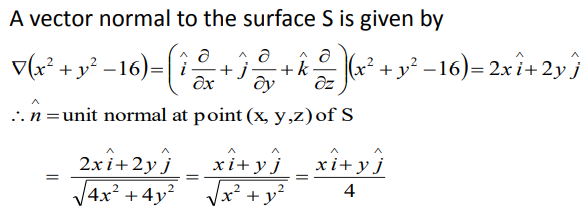 A vector normal to the surface S is given by
∇(x² + y² −16)=(î ∂/∂x + ĵ ∂/∂y + k̂ ∂/∂z)(x² + y² −16)= 2x î+ 2y ĵ
∴ n̂ = unit normal at point (x, y ,z) of S
= (2x î+ 2y ĵ)/√(4x² + 4y²) = (x î+ y ĵ)/√(x² + y²) = (x î+ y ĵ)/4